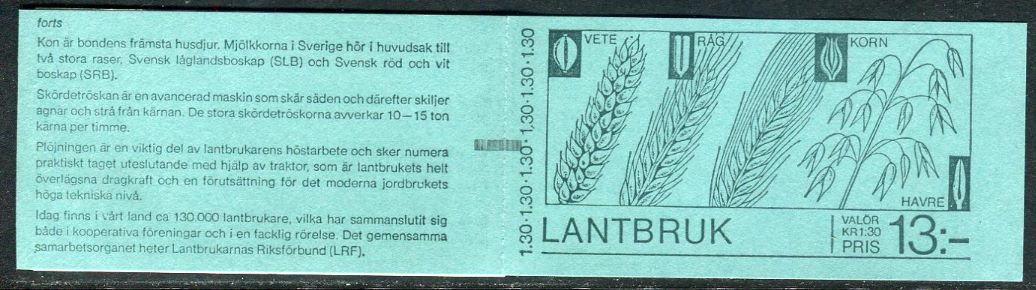 forts
Kon är bondens främsta husdjur. Mjölkkorna i Sverige hör i huvudsak till
två stora raser, Svensk låglandsboskap (SLB) och Svensk röd och vit
boskap (SRB).
Skördetröskan är en avancerad maskin som skär säden och därefter skiljer
agnar och strå från kärnan. De stora skördetröskorna avverkar 10—15 ton
kärna per timme.
Plöjningen är en viktig del av lantbrukarens höstarbete och sker numera
praktiskt taget uteslutande med hjälp av traktor, som är lantbrukets helt
överlägsna dragkraft och en förutsättning för det moderna jordbrukets
höga tekniska nivå.
Idag finns i vårt land ca 130.000 lantbrukare, vilka har sammanslutit sig
både i kooperativa föreningar och i en facklig rörelse. Det gemensamma
samarbetsorganet heter Lantbrukarnas Riksförbund (LRF).
1.30·1.30·1.30·1.30·1.30·1.30
VETE
RÅG
KORN
HAVRE
LANTBRUK
VALÖR
KR 1:30
PRIS
13:-